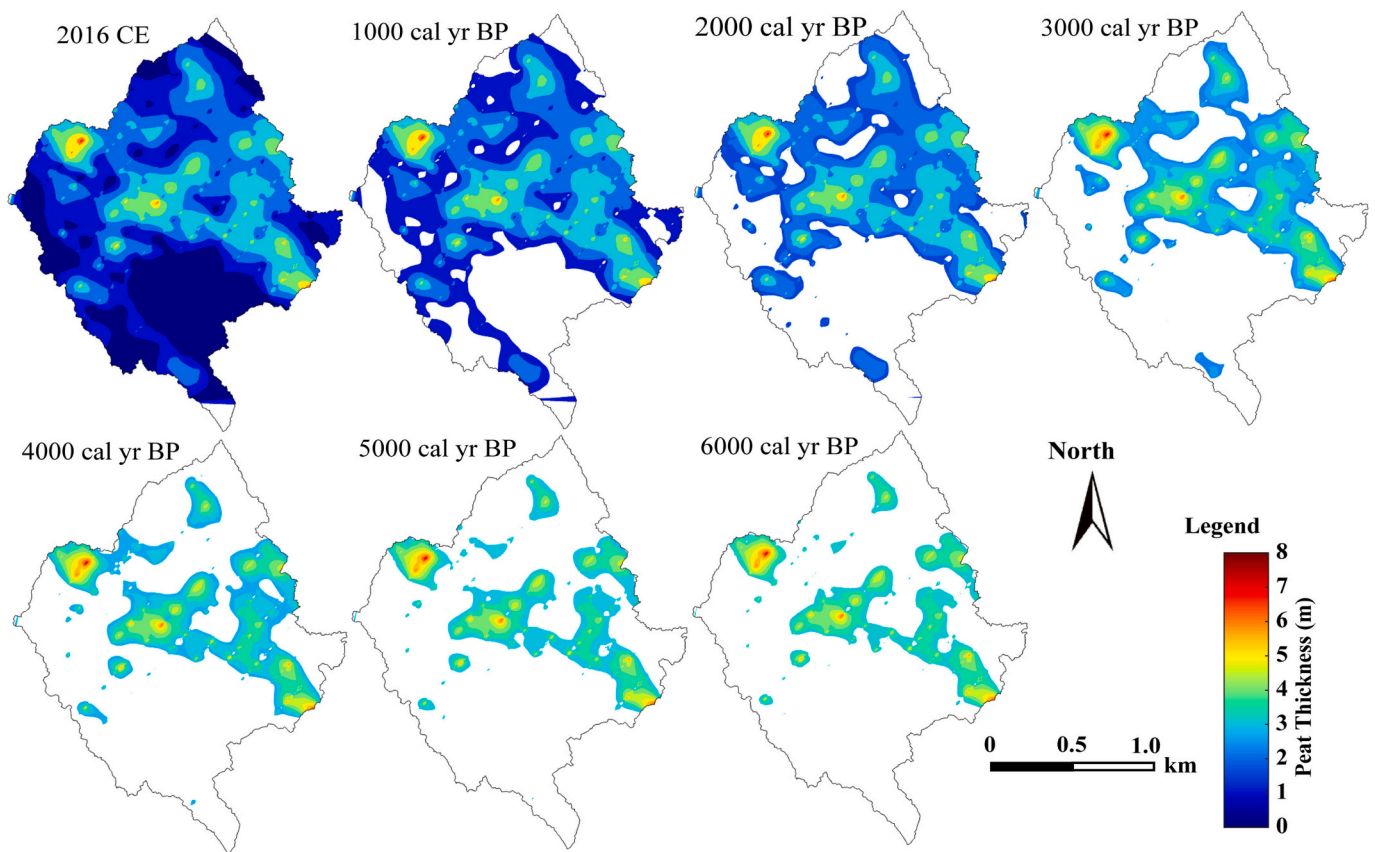 2016 CE
1000 cal yr BP
2000 cal yr BP
3000 cal yr BP
4000 cal yr BP
5000 cal yr BP
6000 cal yr BP
North
Legend
0 0.5 1.0
km
8
7
6
5
4
3
2
1
0
Peat Thickness (m)